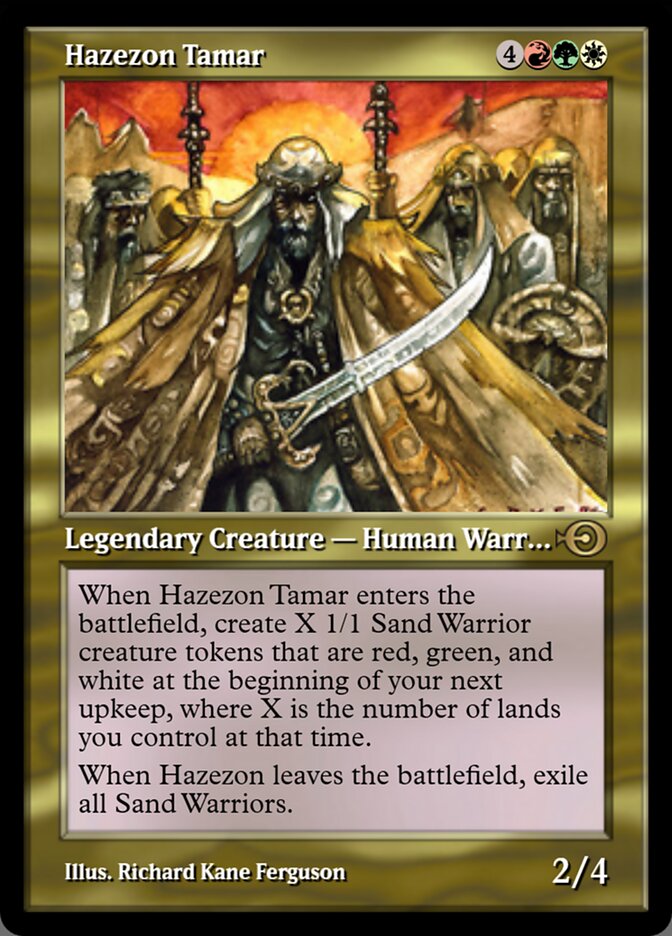 Hazezon Tamar 4
Legendary Creature — Human Warr...
When Hazezon Tamar enters the
battlefield, create X 1/1 Sand Warrior
creature tokens that are red, green, and
white at the beginning of your next
upkeep, where X is the number of lands
you control at that time.
When Hazezon leaves the battlefield, exile
all Sand Warriors.
Illus. Richard Kane Ferguson 2/4